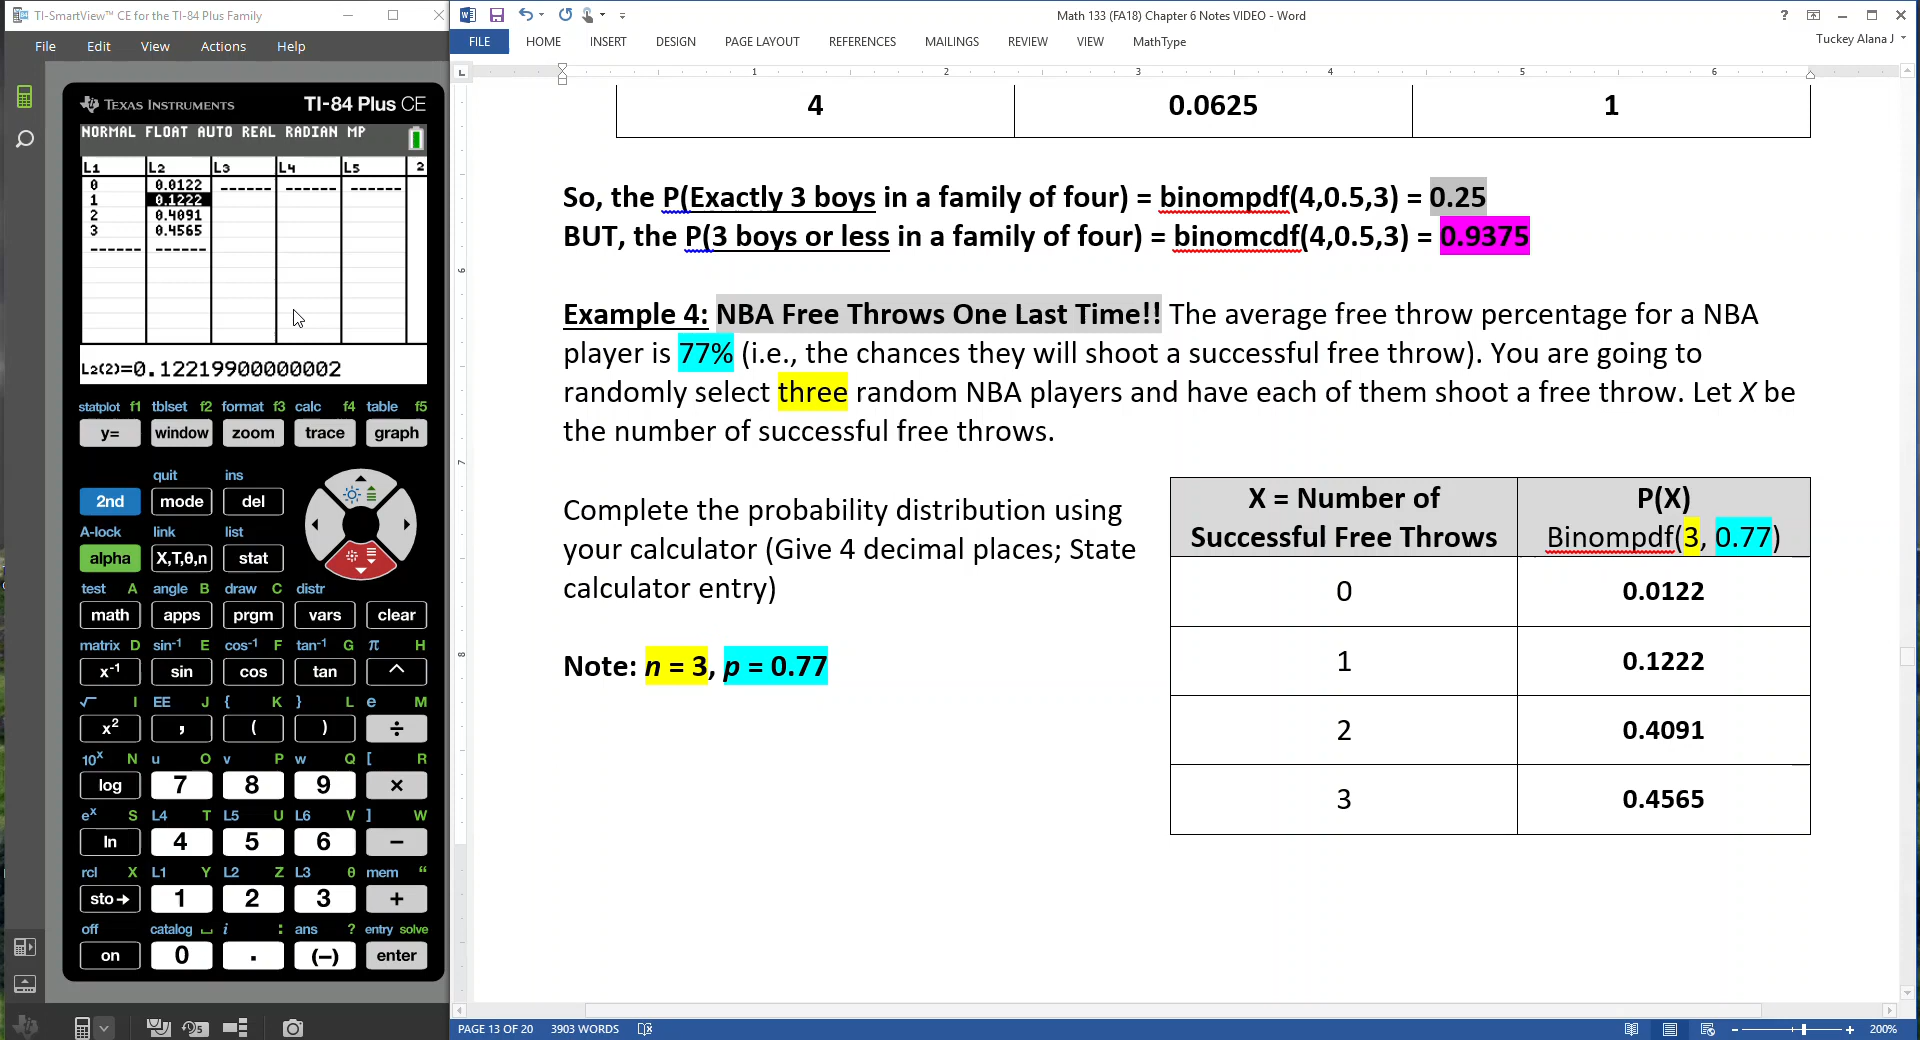 TI-SmartView™ CE for the TI-84 Plus Family
File Edit View Actions Help
TEXAS INSTRUMENTS TI-84 Plus CE
NORMAL FLOAT AUTO REAL RADIAN MP
L1 L2 L3 L4 L5 2
0 0.0122 ------ ------ ------
1 0.1222
2 0.4091
3 0.4565
------ ------
L2(2)=0.12219900000002
statplot f1 tblset f2 format f3 calc f4 table f5
y= window zoom trace graph
quit ins
2nd mode del
A-lock link list
alpha X,T,θ,n stat
test A angle B draw C distr
math apps prgm vars clear
matrix D sin-1 E cos-1 F tan-1 G π H
x-1 sin cos tan ^
√ I EE J { K } L e M
x2 , ( ) ÷
10x N u O v P w Q [ R
log 7 8 9 ×
ex S L4 T L5 U L6 V ] W
ln 4 5 6 −
rcl X L1 Y L2 Z L3 θ mem “
sto→ 1 2 3 +
off catalog ⎵ i : ans ? entry solve
on 0 . (−) enter
Math 133 (FA18) Chapter 6 Notes VIDEO - Word
FILE HOME INSERT DESIGN PAGE LAYOUT REFERENCES MAILINGS REVIEW VIEW MathType
Tuckey Alana J
1 2 3 4 5 6
6
7
8
4 0.0625 1
So, the P(Exactly 3 boys in a family of four) = binompdf(4,0.5,3) = 0.25
BUT, the P(3 boys or less in a family of four) = binomcdf(4,0.5,3) = 0.9375
Example 4: NBA Free Throws One Last Time!! The average free throw percentage for a NBA
player is 77% (i.e., the chances they will shoot a successful free throw). You are going to
randomly select three random NBA players and have each of them shoot a free throw. Let X be
the number of successful free throws.
Complete the probability distribution using
your calculator (Give 4 decimal places; State
calculator entry)
Note: n = 3, p = 0.77
X = Number of
Successful Free Throws
P(X)
Binompdf(3, 0.77)
0 0.0122
1 0.1222
2 0.4091
3 0.4565
PAGE 13 OF 20 3903 WORDS
200%